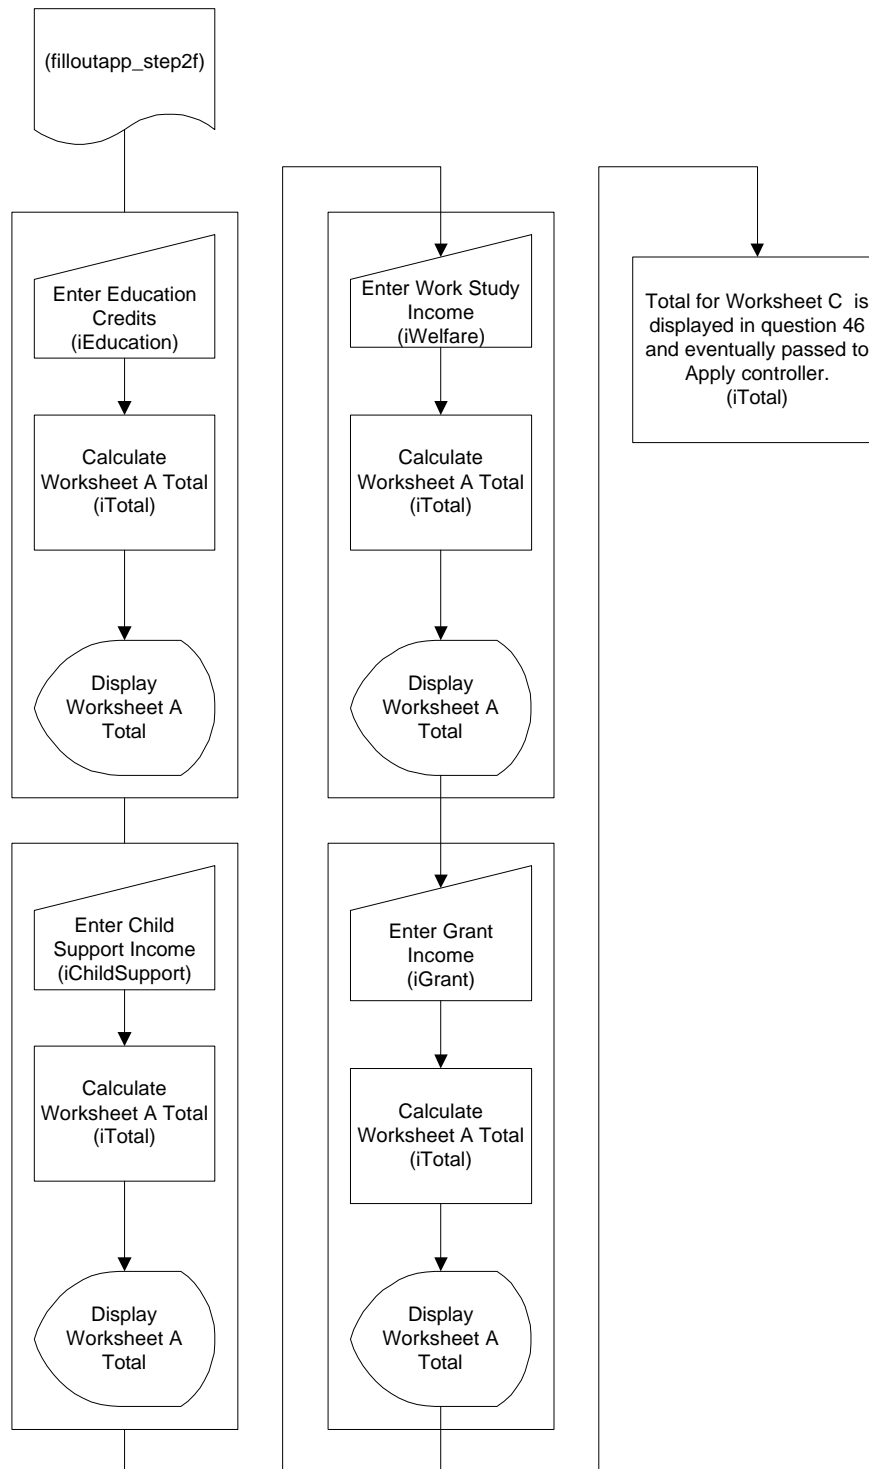 (filloutapp_step2f)
Enter Education
Credits
(iEducation)
Calculate
Worksheet A Total
(iTotal)
Display
Worksheet A
Total
Enter Child
Support Income
(iChildSupport)
Calculate
Worksheet A Total
(iTotal)
Display
Worksheet A
Total
Enter Work Study
Income
(iWelfare)
Calculate
Worksheet A Total
(iTotal)
Display
Worksheet A
Total
Enter Grant
Income
(iGrant)
Calculate
Worksheet A Total
(iTotal)
Display
Worksheet A
Total
Total for Worksheet C is
displayed in question 46
and eventually passed to
Apply controller.
(iTotal)